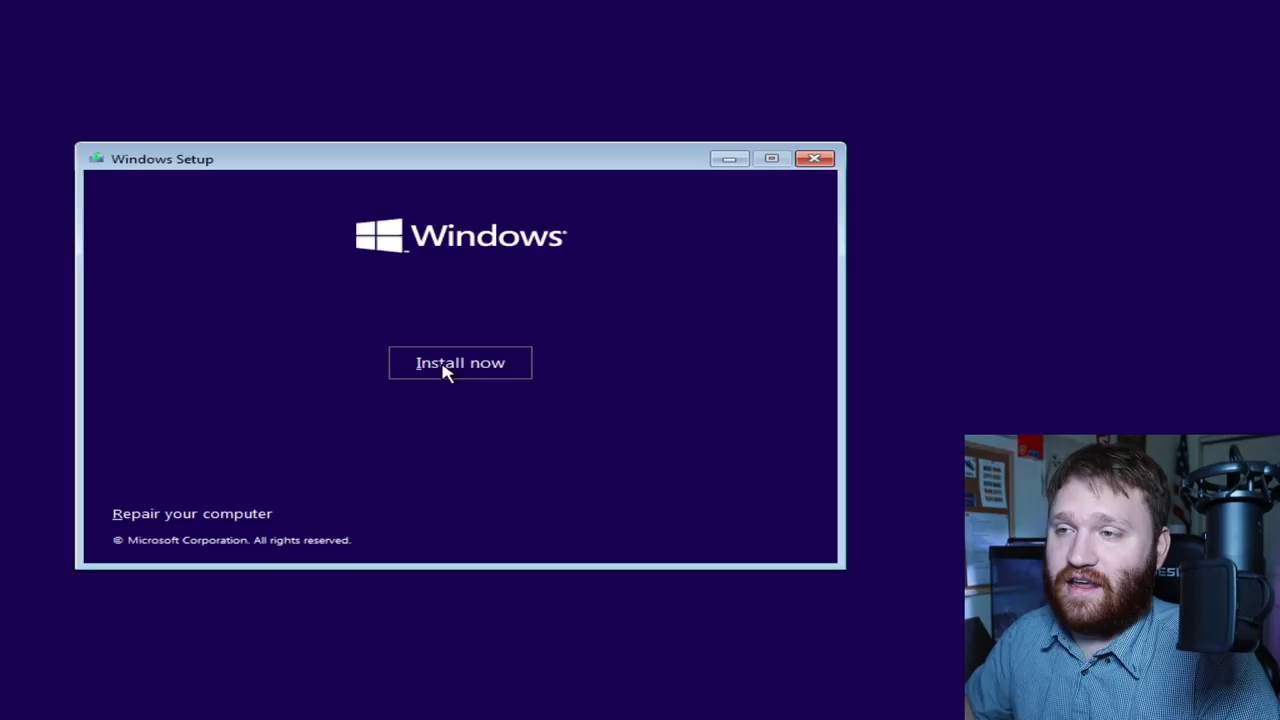 Windows Setup
Windows
Install now
Repair your computer
© Microsoft Corporation. All rights reserved.